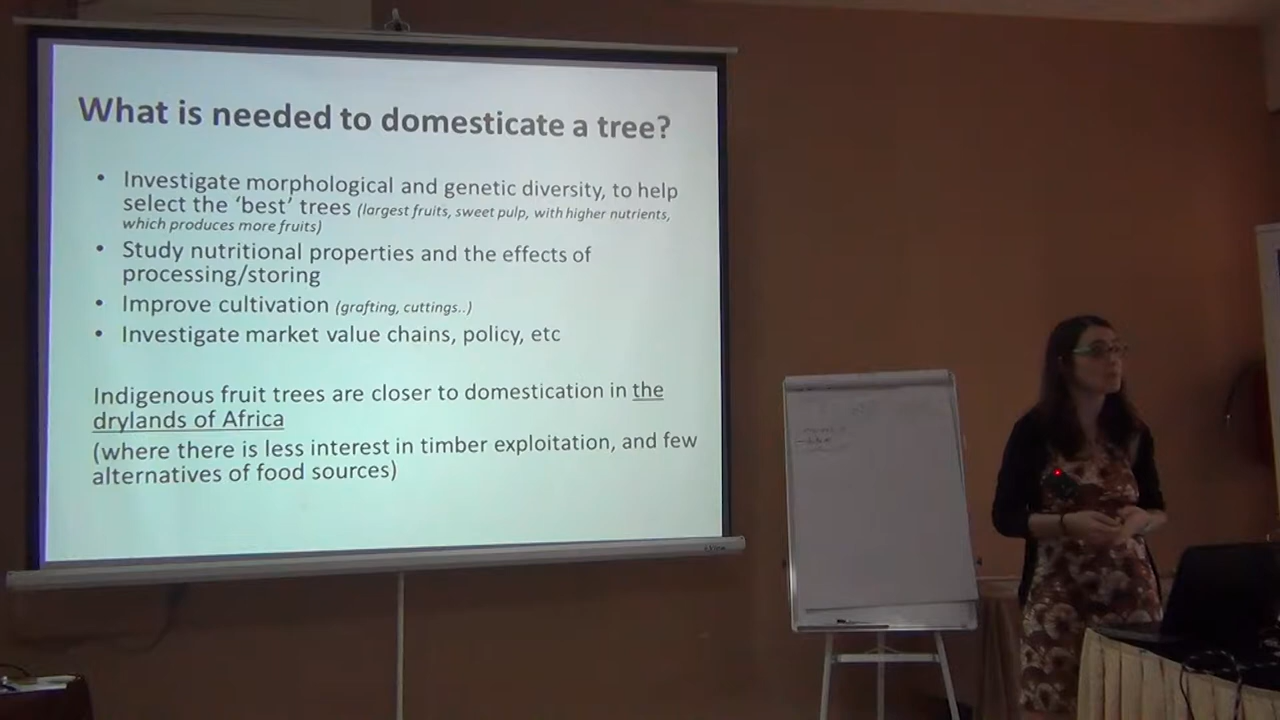 What is needed to domesticate a tree?
• Investigate morphological and genetic diversity, to help
select the ‘best’ trees (largest fruits, sweet pulp, with higher nutrients,
which produces more fruits)
• Study nutritional properties and the effects of
processing/storing
• Improve cultivation (grafting, cuttings..)
• Investigate market value chains, policy, etc
Indigenous fruit trees are closer to domestication in the
drylands of Africa
(where there is less interest in timber exploitation, and few
alternatives of food sources)